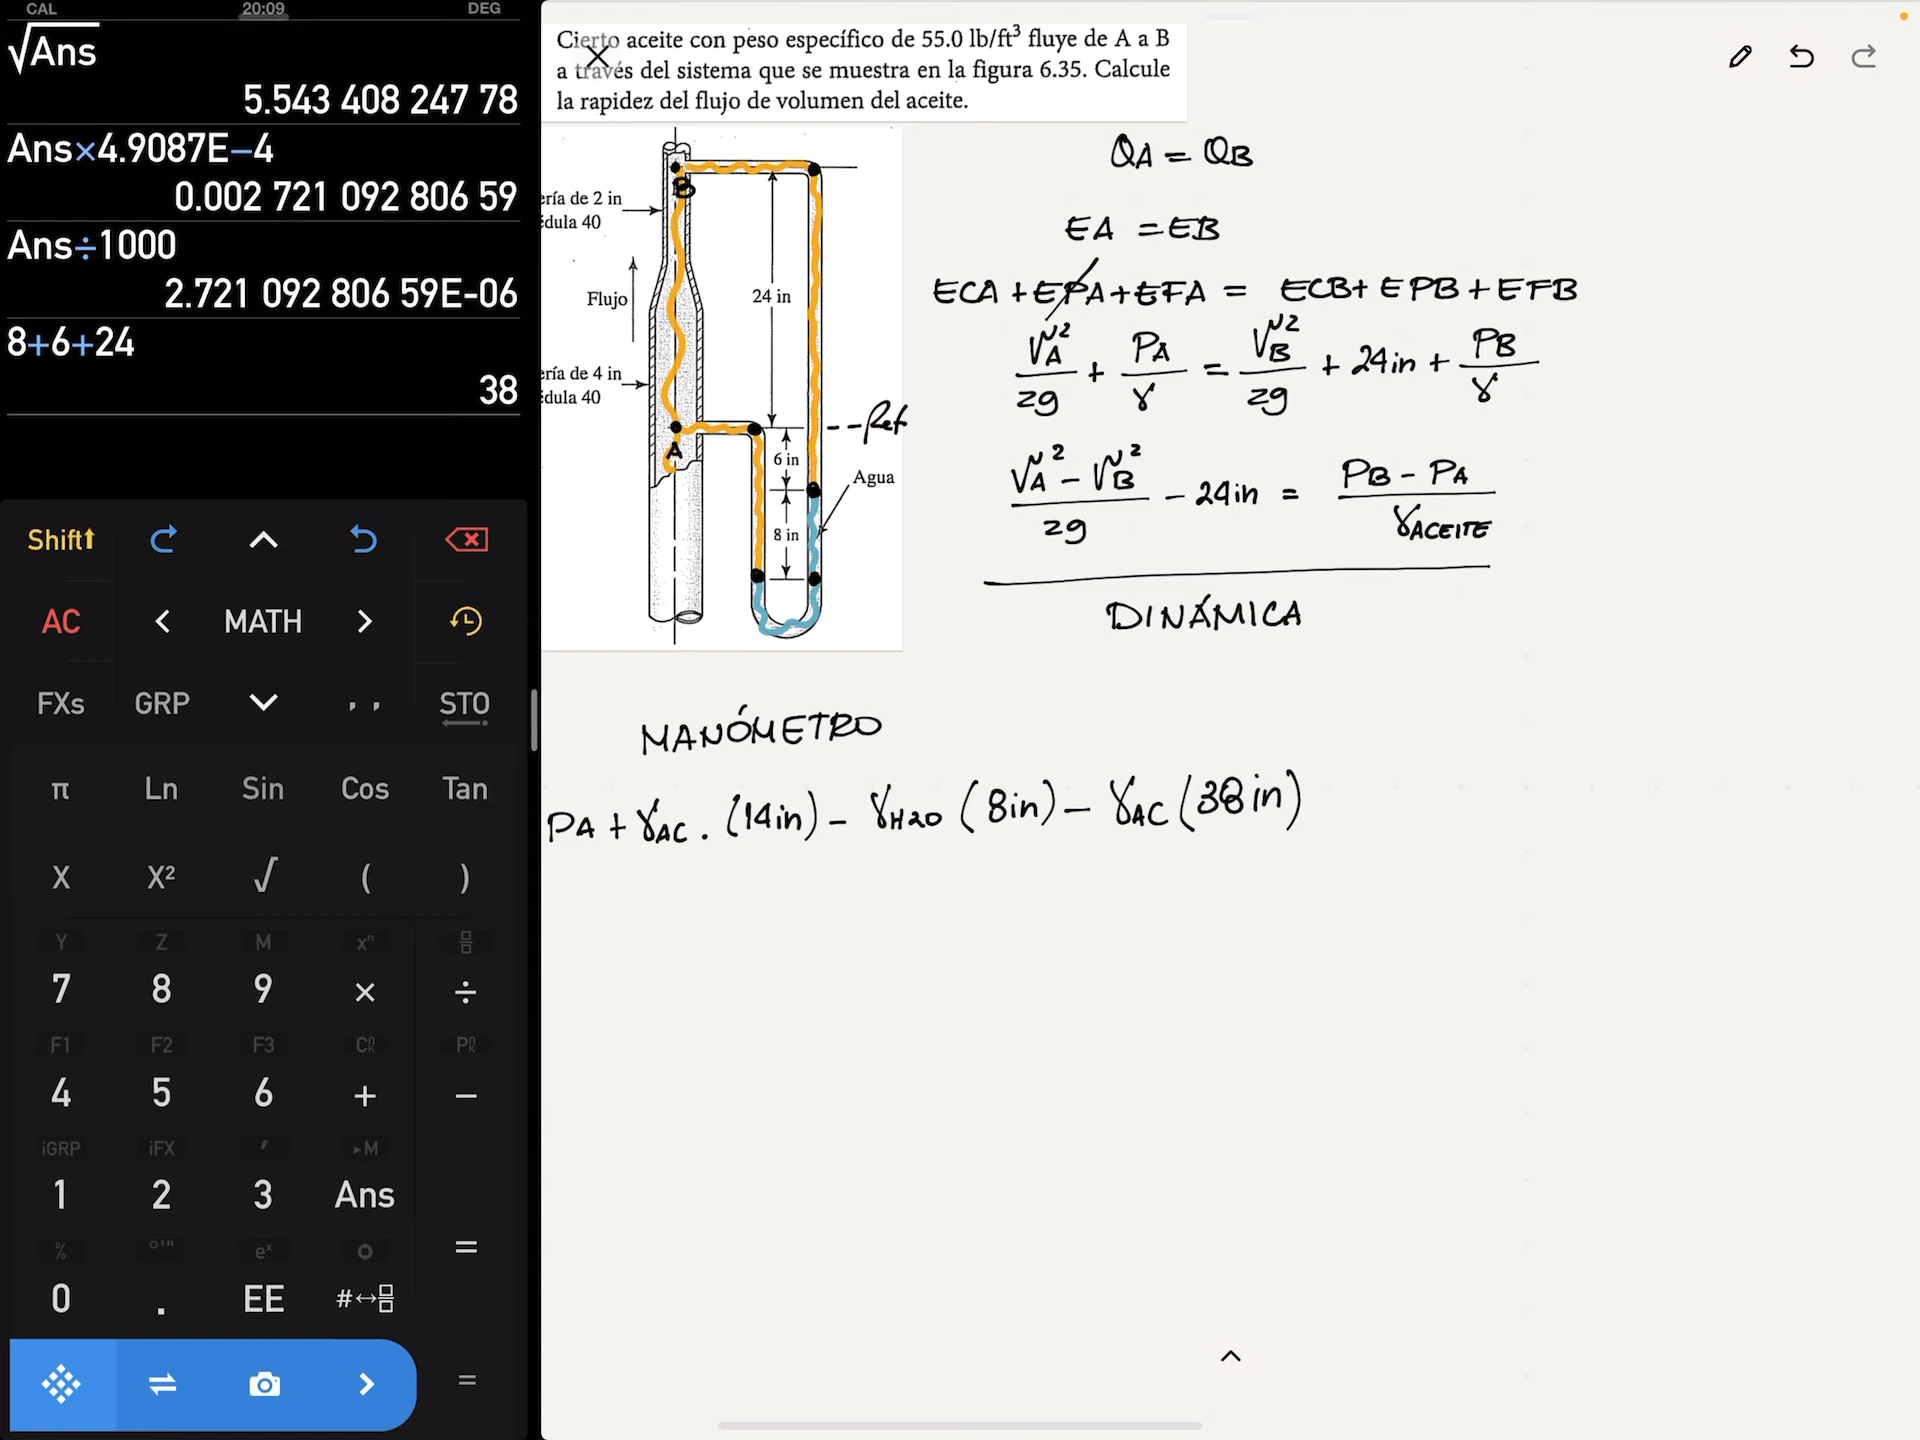 CAL 20:09 DEG
√Ans
5.543 408 247 78
Ans×4.9087E−4
0.002 721 092 806 59
Ans÷1000
2.721 092 806 59E-06
8+6+24
38
Shift
AC < MATH >
FXs GRP , , STO
π Ln Sin Cos Tan
X X² √ ( )
Y Z M xⁿ
7 8 9 × ÷
F1 F2 F3 CR PR
4 5 6 + −
iGRP iFX ′ ▸M
1 2 3 Ans
% °'" eˣ
=
0 . EE #↔
=
Cierto aceite con peso específico de 55.0 lb/ft³ fluye de A a B
a través del sistema que se muestra en la figura 6.35. Calcule
la rapidez del flujo de volumen del aceite.
B
ería de 2 in
édula 40
Flujo
24 in
ería de 4 in
édula 40
A
--Ref
6 in
Agua
8 in
QA = QB
EA = EB
ECA + EPA + EFA = ECB + EPB + EFB
VA²/2g + PA/γ = VB²/2g + 24in + PB/γ
VA² − VB²/2g − 24in = PB − PA/γACEITE
DINÁMICA
MANÓMETRO
PA + γAC . (14in) − γH2O (8in) − γAC (38in)